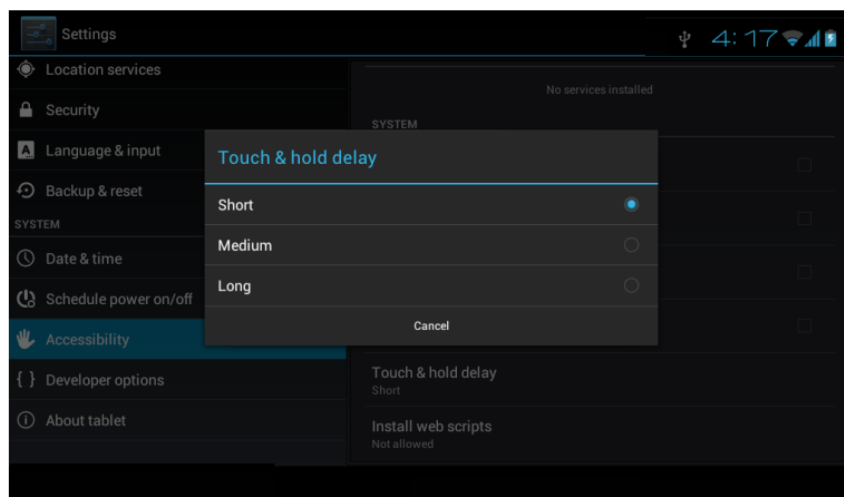 Settings
4:17
Location services
Security
Language & input
Backup & reset
SYSTEM
Date & time
Schedule power on/off
Accessibility
{ } Developer options
About tablet
No services installed
SYSTEM
Touch & hold delay
Short
Medium
Long
Cancel
Touch & hold delay
Short
Install web scripts
Not allowed